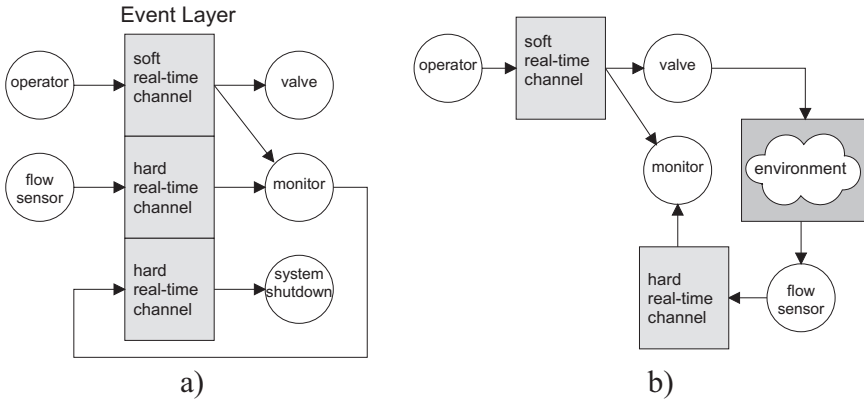 Event Layer
operator
soft
real-time
channel
valve
flow
sensor
hard
real-time
channel
monitor
hard
real-time
channel
system
shutdown
a)
operator
soft
real-time
channel
valve
monitor
environment
hard
real-time
channel
flow
sensor
b)